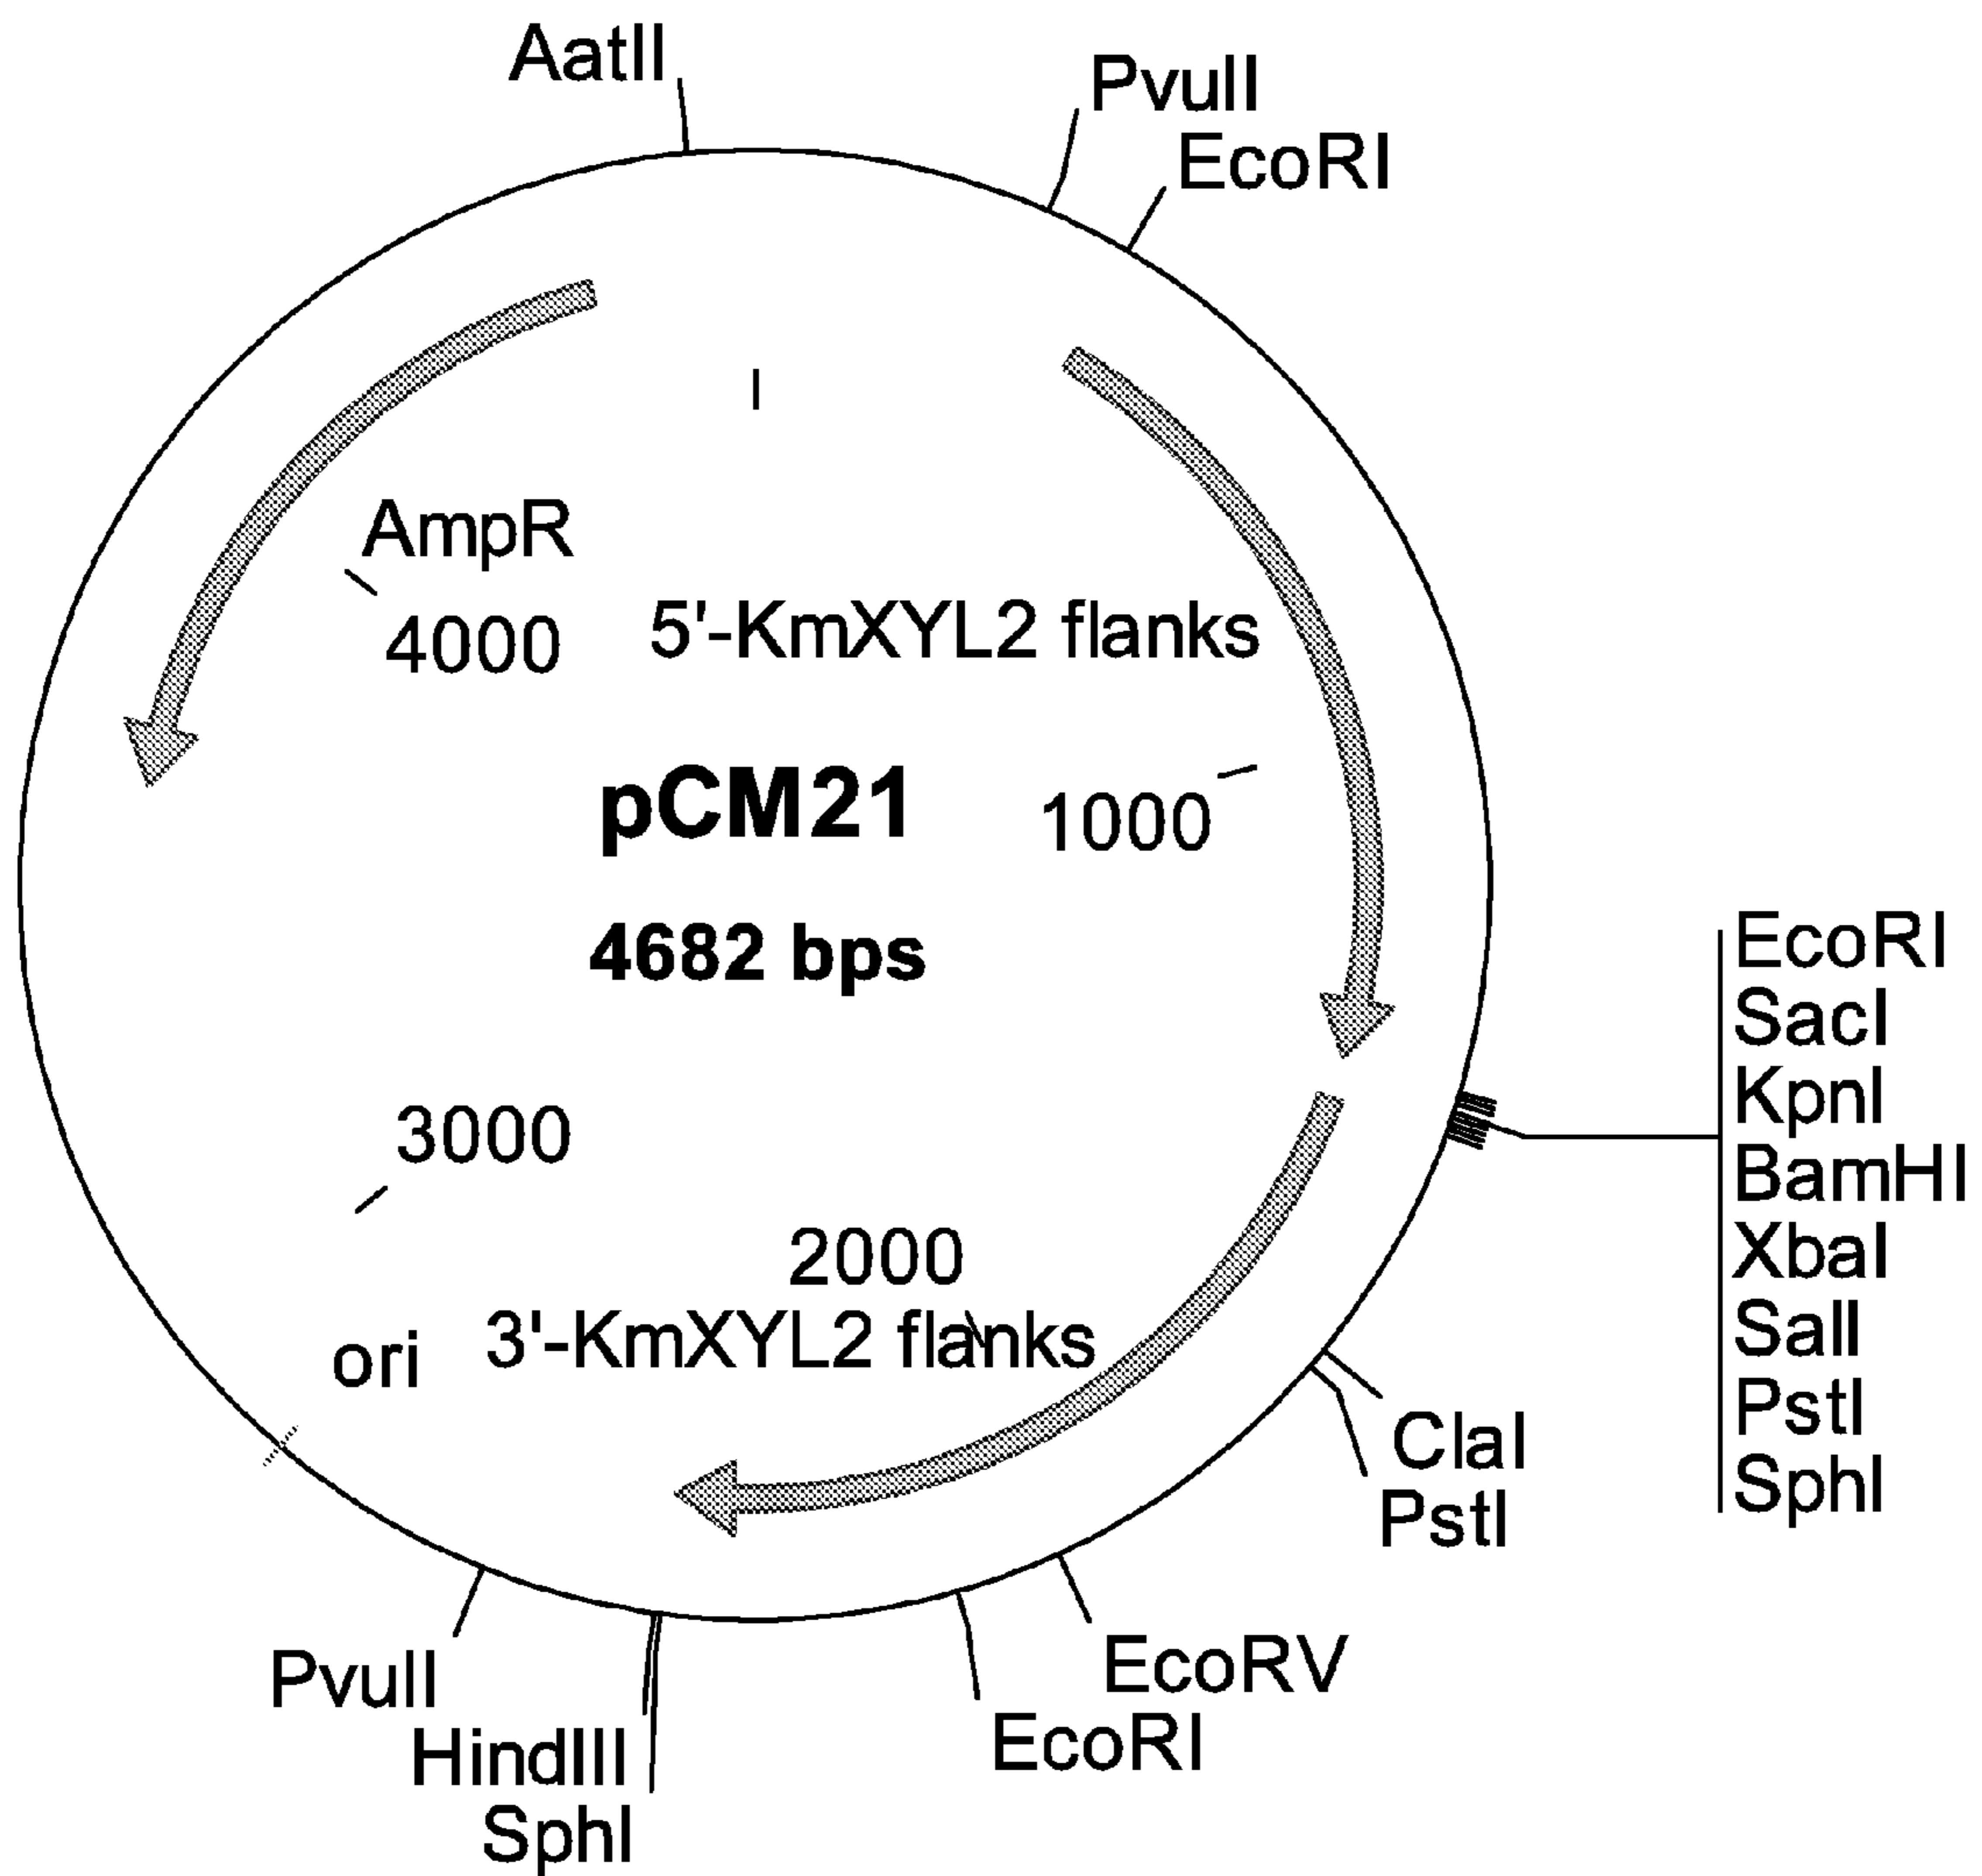 AatII
PvuII
EcoRI
AmpR
4000
5'-KmXYL2 flanks
pCM21
1000
4682 bps
EcoRI
SacI
KpnI
BamHI
XbaI
SalI
PstI
SphI
3000
2000
3'-KmXYL2 flanks
ori
ClaI
PstI
EcoRV
EcoRI
PvuII
HindIII
SphI